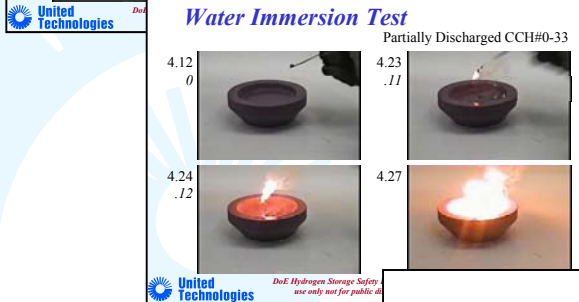 United
Technologies
DoE
Water Immersion Test
Partially Discharged CCH#0-33
4.12
0
4.23
.11
4.24
.12
4.27
United
Technologies
DoE Hydrogen Storage Safety
use only not for public